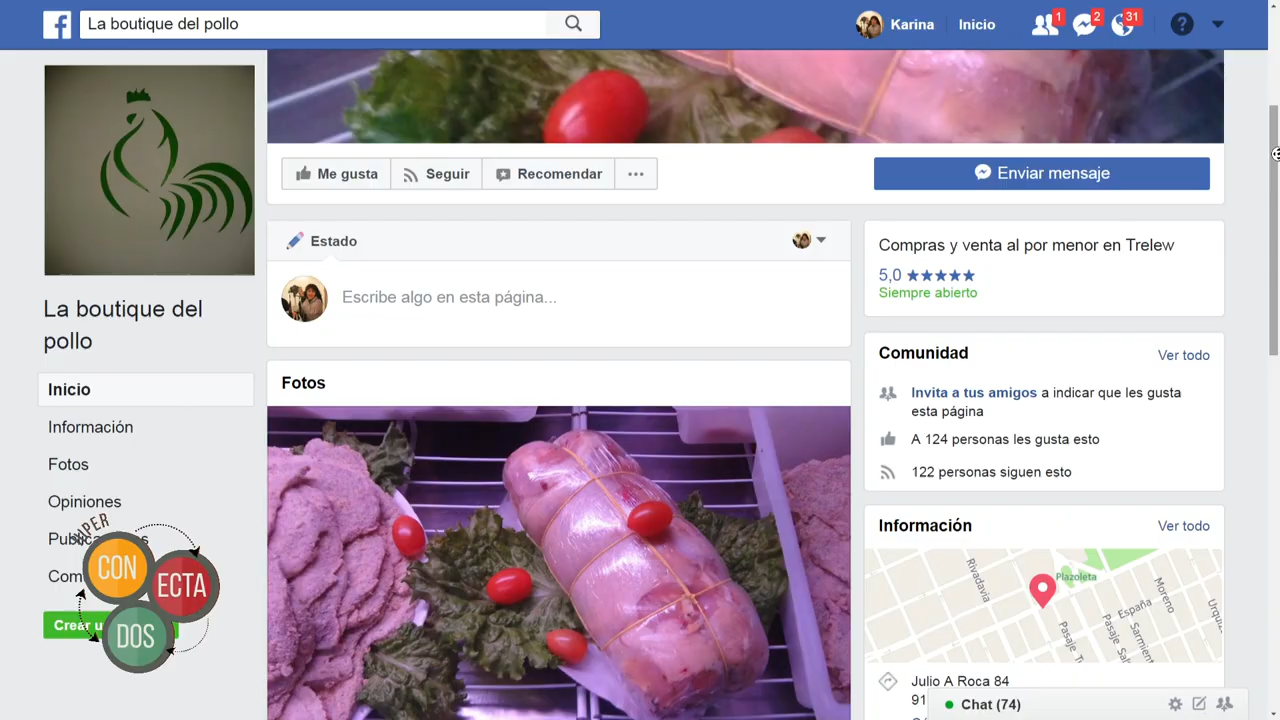 La boutique del pollo
Karina
Inicio
1
2
31
Me gusta
Seguir
Recomendar
Enviar mensaje
La boutique del
pollo
Inicio
Información
Fotos
Opiniones
Estado
Escribe algo en esta página...
Fotos
Compras y venta al por menor en Trelew
5,0 ★★★★★
Siempre abierto
Comunidad
Ver todo
Invita a tus amigos a indicar que les gusta
esta página
A 124 personas les gusta esto
122 personas siguen esto
Información
Ver todo
Rivadavia
Plazoleta
España
Moreno
Pasaje
Julio A Roca 84
Chat (74)
SUPER
CON
ECTA
DOS